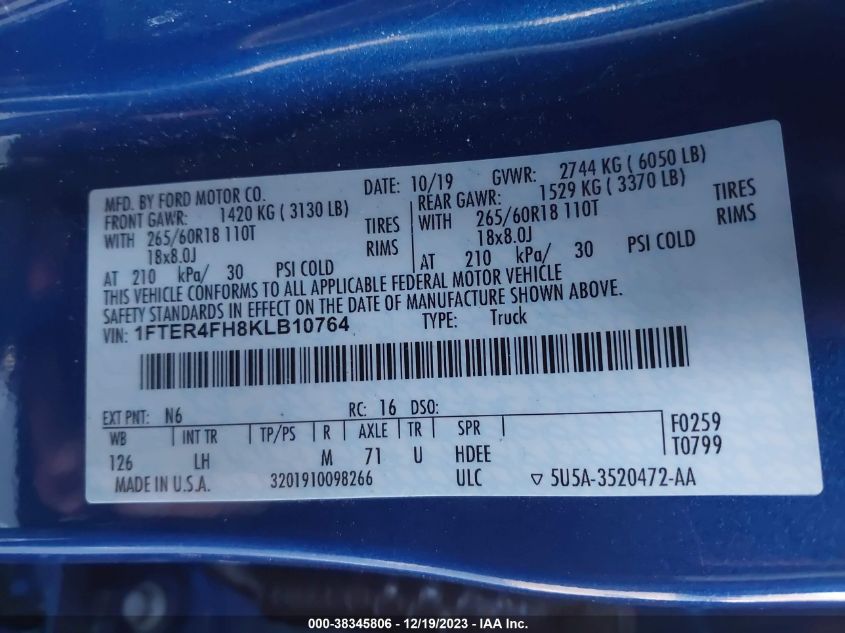 MFD. BY FORD MOTOR CO.
DATE: 10/19 GVWR: 2744 KG ( 6050 LB)
FRONT GAWR: 1420 KG ( 3130 LB)
REAR GAWR: 1529 KG ( 3370 LB)
WITH 265/60R18 110T TIRES
WITH 265/60R18 110T TIRES
18x8.0J RIMS
18x8.0J RIMS
AT 210 kPa/ 30 PSI COLD
AT 210 kPa/ 30 PSI COLD
THIS VEHICLE CONFORMS TO ALL APPLICABLE FEDERAL MOTOR VEHICLE
SAFETY STANDARDS IN EFFECT ON THE DATE OF MANUFACTURE SHOWN ABOVE.
VIN: 1FTER4FH8KLB10764 TYPE: Truck
EXT PNT: N6 RC: 16 DSO:
WB INT TR TP/PS R AXLE TR SPR F0259
126 LH M 71 U HDEE T0799
MADE IN U.S.A. 3201910098266 ULC ▽ 5U5A-3520472-AA
000-38345806 - 12/19/2023 - IAA Inc.